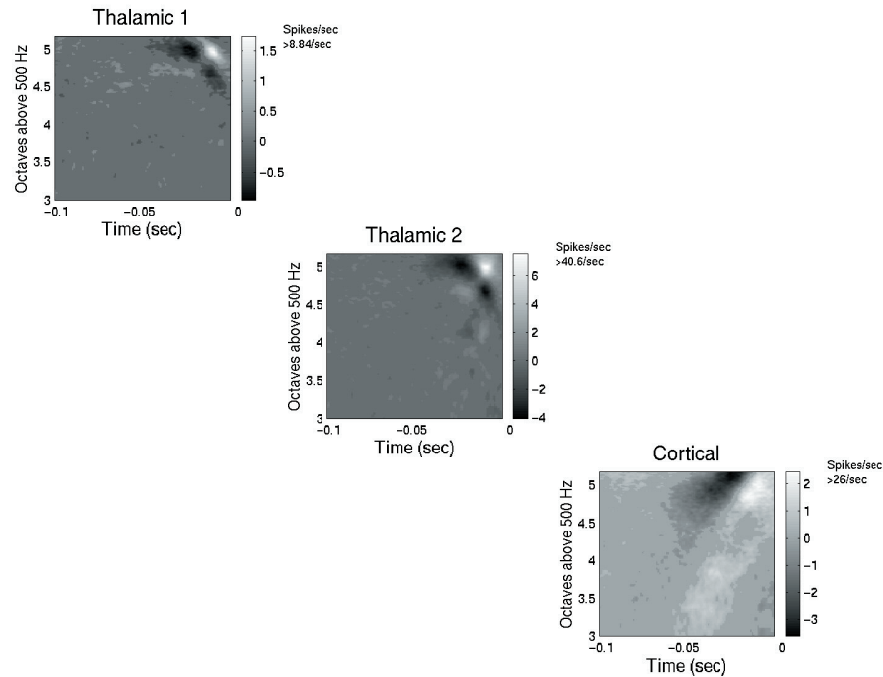 Thalamic 1
Spikes/sec
>8.84/sec
Octaves above 500 Hz
5
4.5
4
3.5
3
1.5
1
0.5
0
−0.5
−0.1
−0.05
0
Time (sec)
Thalamic 2
Spikes/sec
>40.6/sec
Octaves above 500 Hz
5
4.5
4
3.5
3
6
4
2
0
−2
−4
−0.1
−0.05
0
Time (sec)
Cortical
Spikes/sec
>26/sec
Octaves above 500 Hz
5
4.5
4
3.5
3
2
1
0
−1
−2
−3
−0.1
−0.05
0
Time (sec)